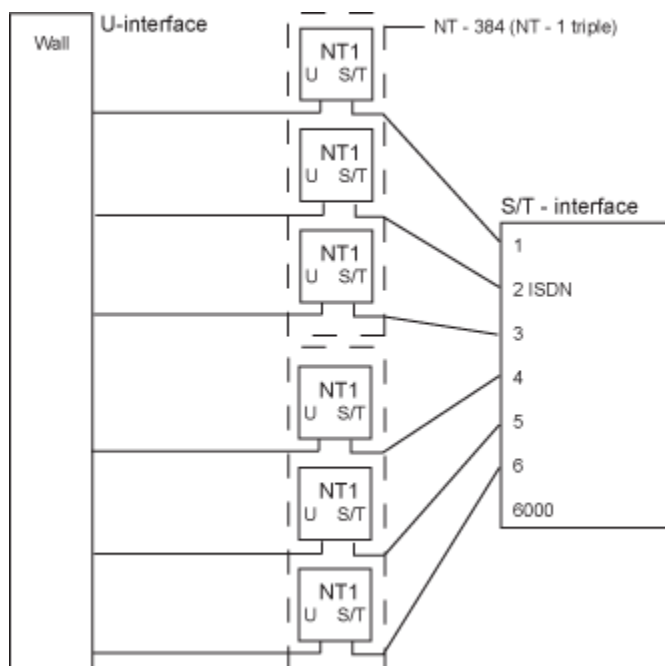 Wall
U-interface
NT - 384 (NT - 1 triple)
NT1
U S/T
NT1
U S/T
NT1
U S/T
NT1
U S/T
NT1
U S/T
NT1
U S/T
S/T - interface
1
2 ISDN
3
4
5
6
6000